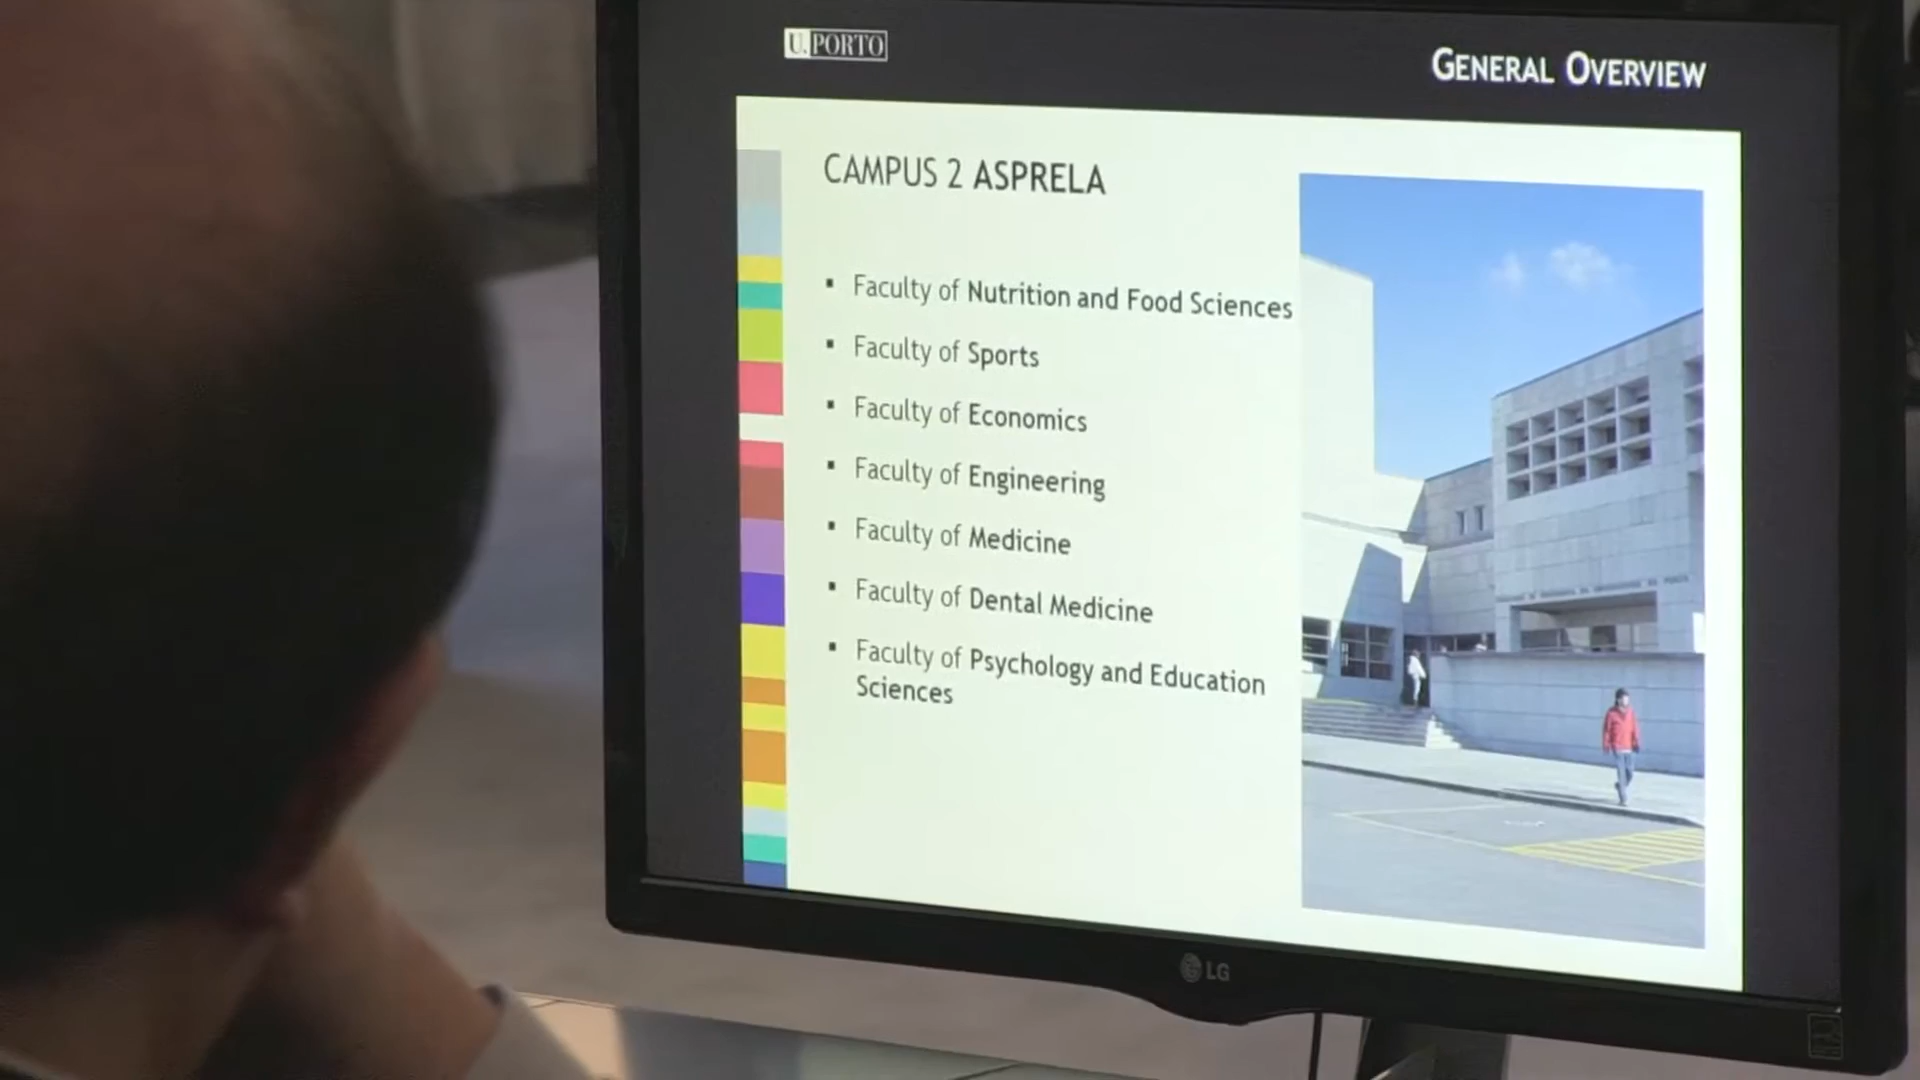 U.PORTO
GENERAL OVERVIEW
CAMPUS 2 ASPRELA
▪ Faculty of Nutrition and Food Sciences
▪ Faculty of Sports
▪ Faculty of Economics
▪ Faculty of Engineering
▪ Faculty of Medicine
▪ Faculty of Dental Medicine
▪ Faculty of Psychology and Education
Sciences
LG